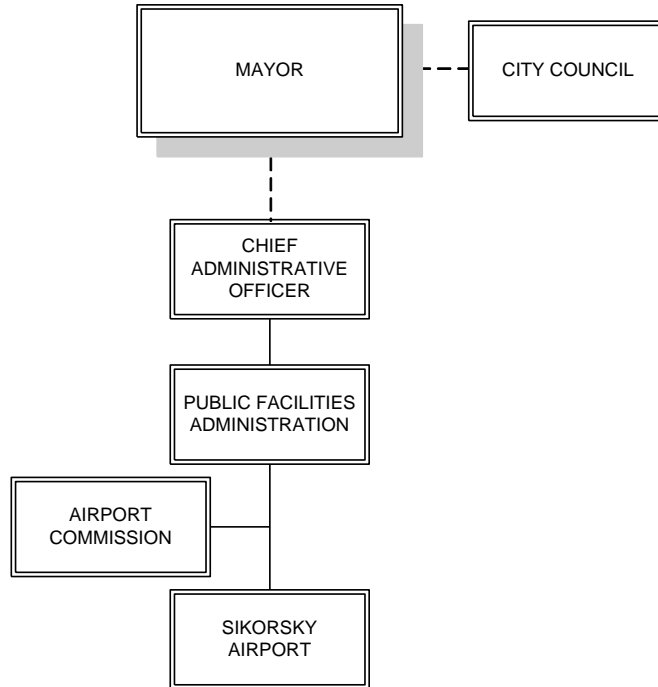 MAYOR
CITY COUNCIL
CHIEF
ADMINISTRATIVE
OFFICER
PUBLIC FACILITIES
ADMINISTRATION
AIRPORT
COMMISSION
SIKORSKY
AIRPORT